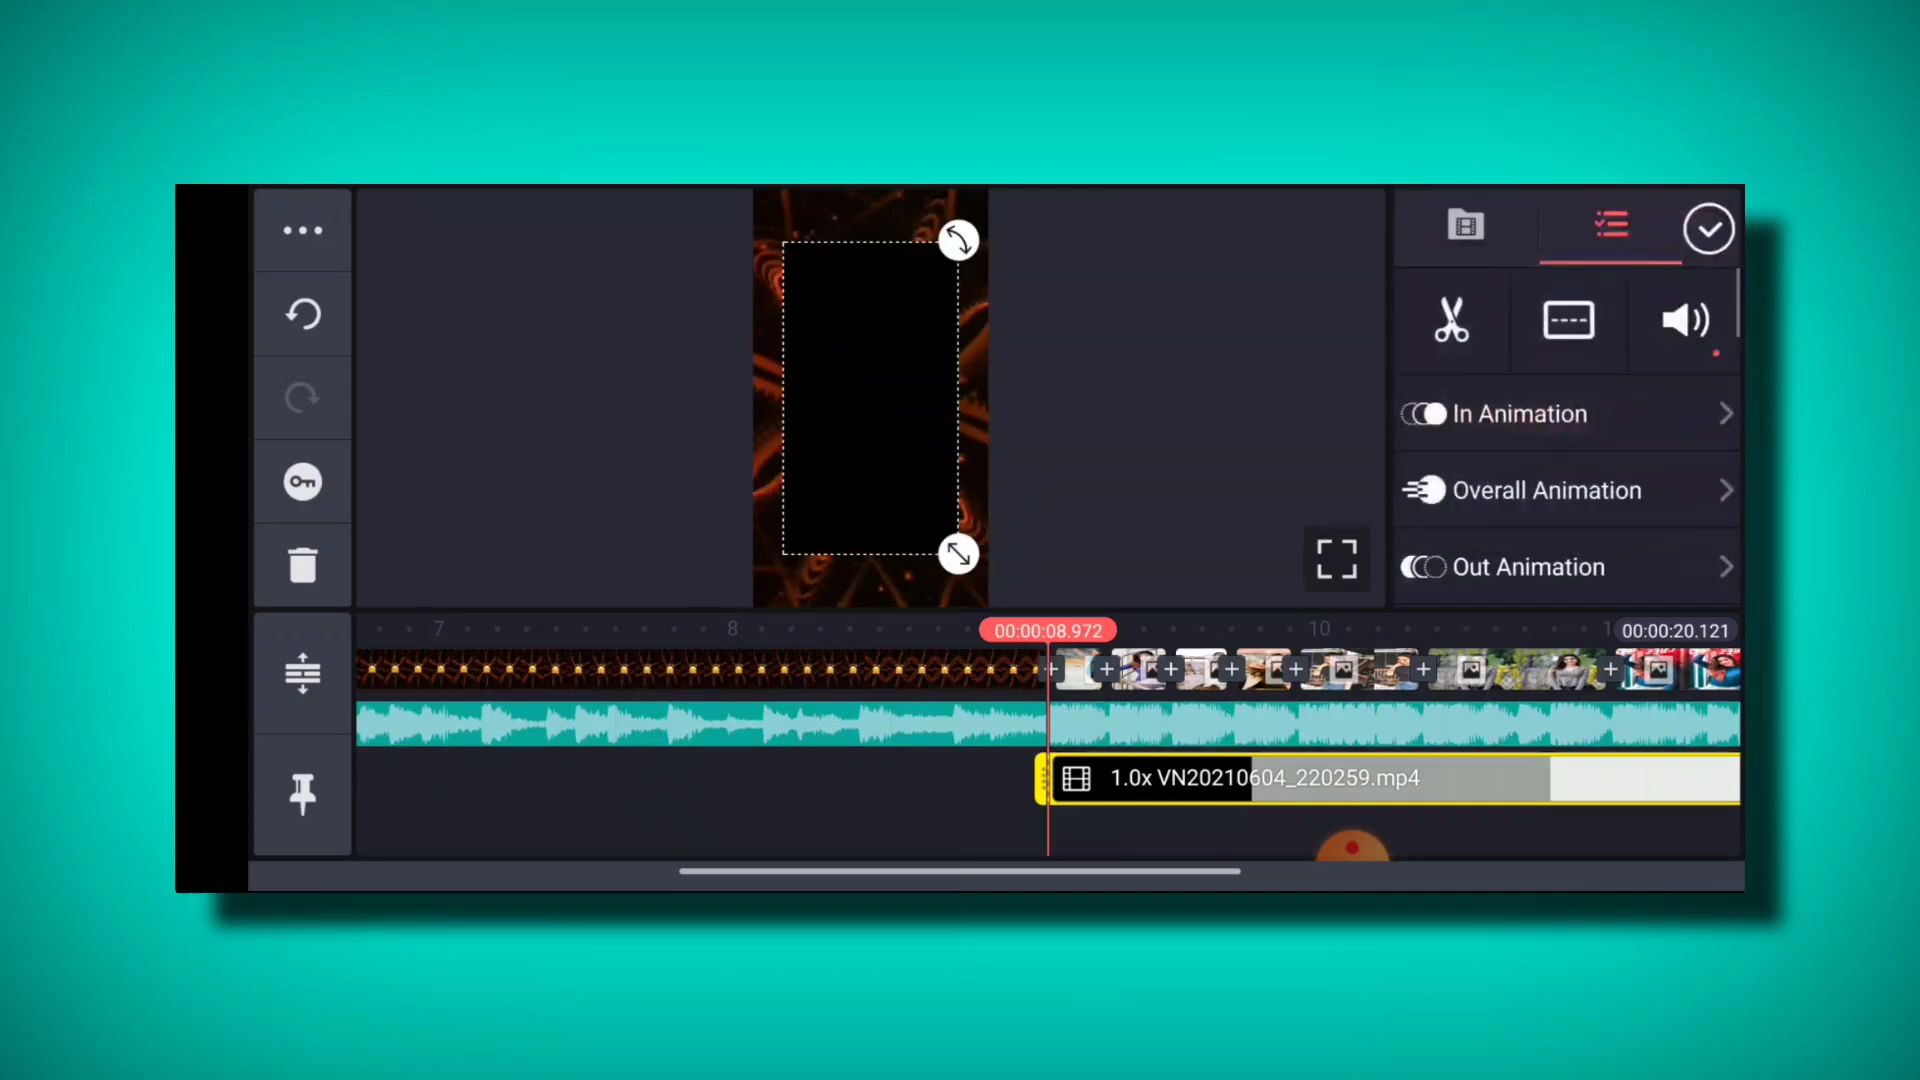 In Animation
Overall Animation
Out Animation
7
8
00:00:08.972
10
00:00:20.121
1.0x VN20210604_220259.mp4